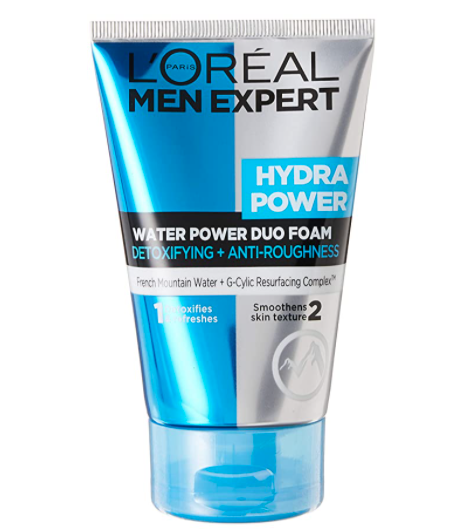 L'ORÉAL
PARIS
MEN EXPERT
HYDRA
POWER
WATER POWER DUO FOAM
DETOXIFYING + ANTI-ROUGHNESS
French Mountain Water + G-Cylic Resurfacing Complex™
1
Smoothens
skin texture 2